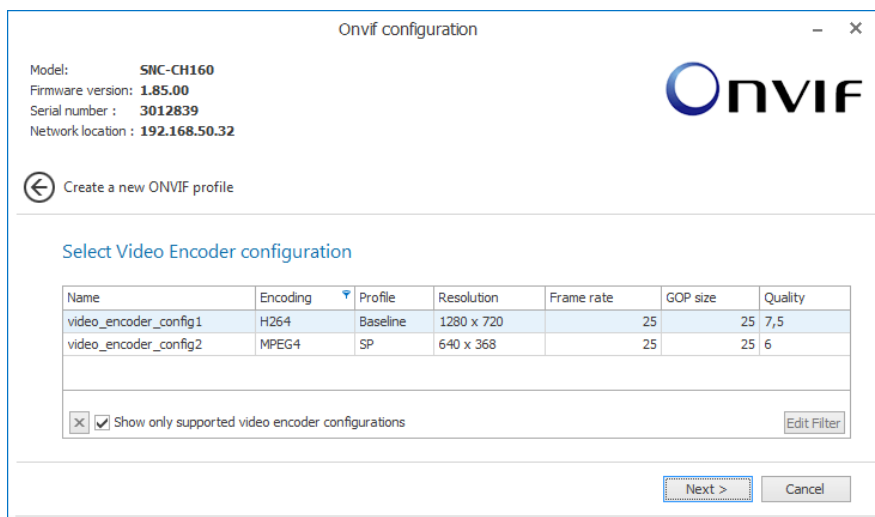 Onvif configuration
Model: SNC-CH160
Firmware version: 1.85.00
Serial number : 3012839
Network location : 192.168.50.32
ONVIF
Create a new ONVIF profile
Select Video Encoder configuration
Name Encoding Profile Resolution Frame rate GOP size Quality
video_encoder_config1 H264 Baseline 1280 x 720 25 25 7,5
video_encoder_config2 MPEG4 SP 640 x 368 25 25 6
Show only supported video encoder configurations Edit Filter
Next > Cancel